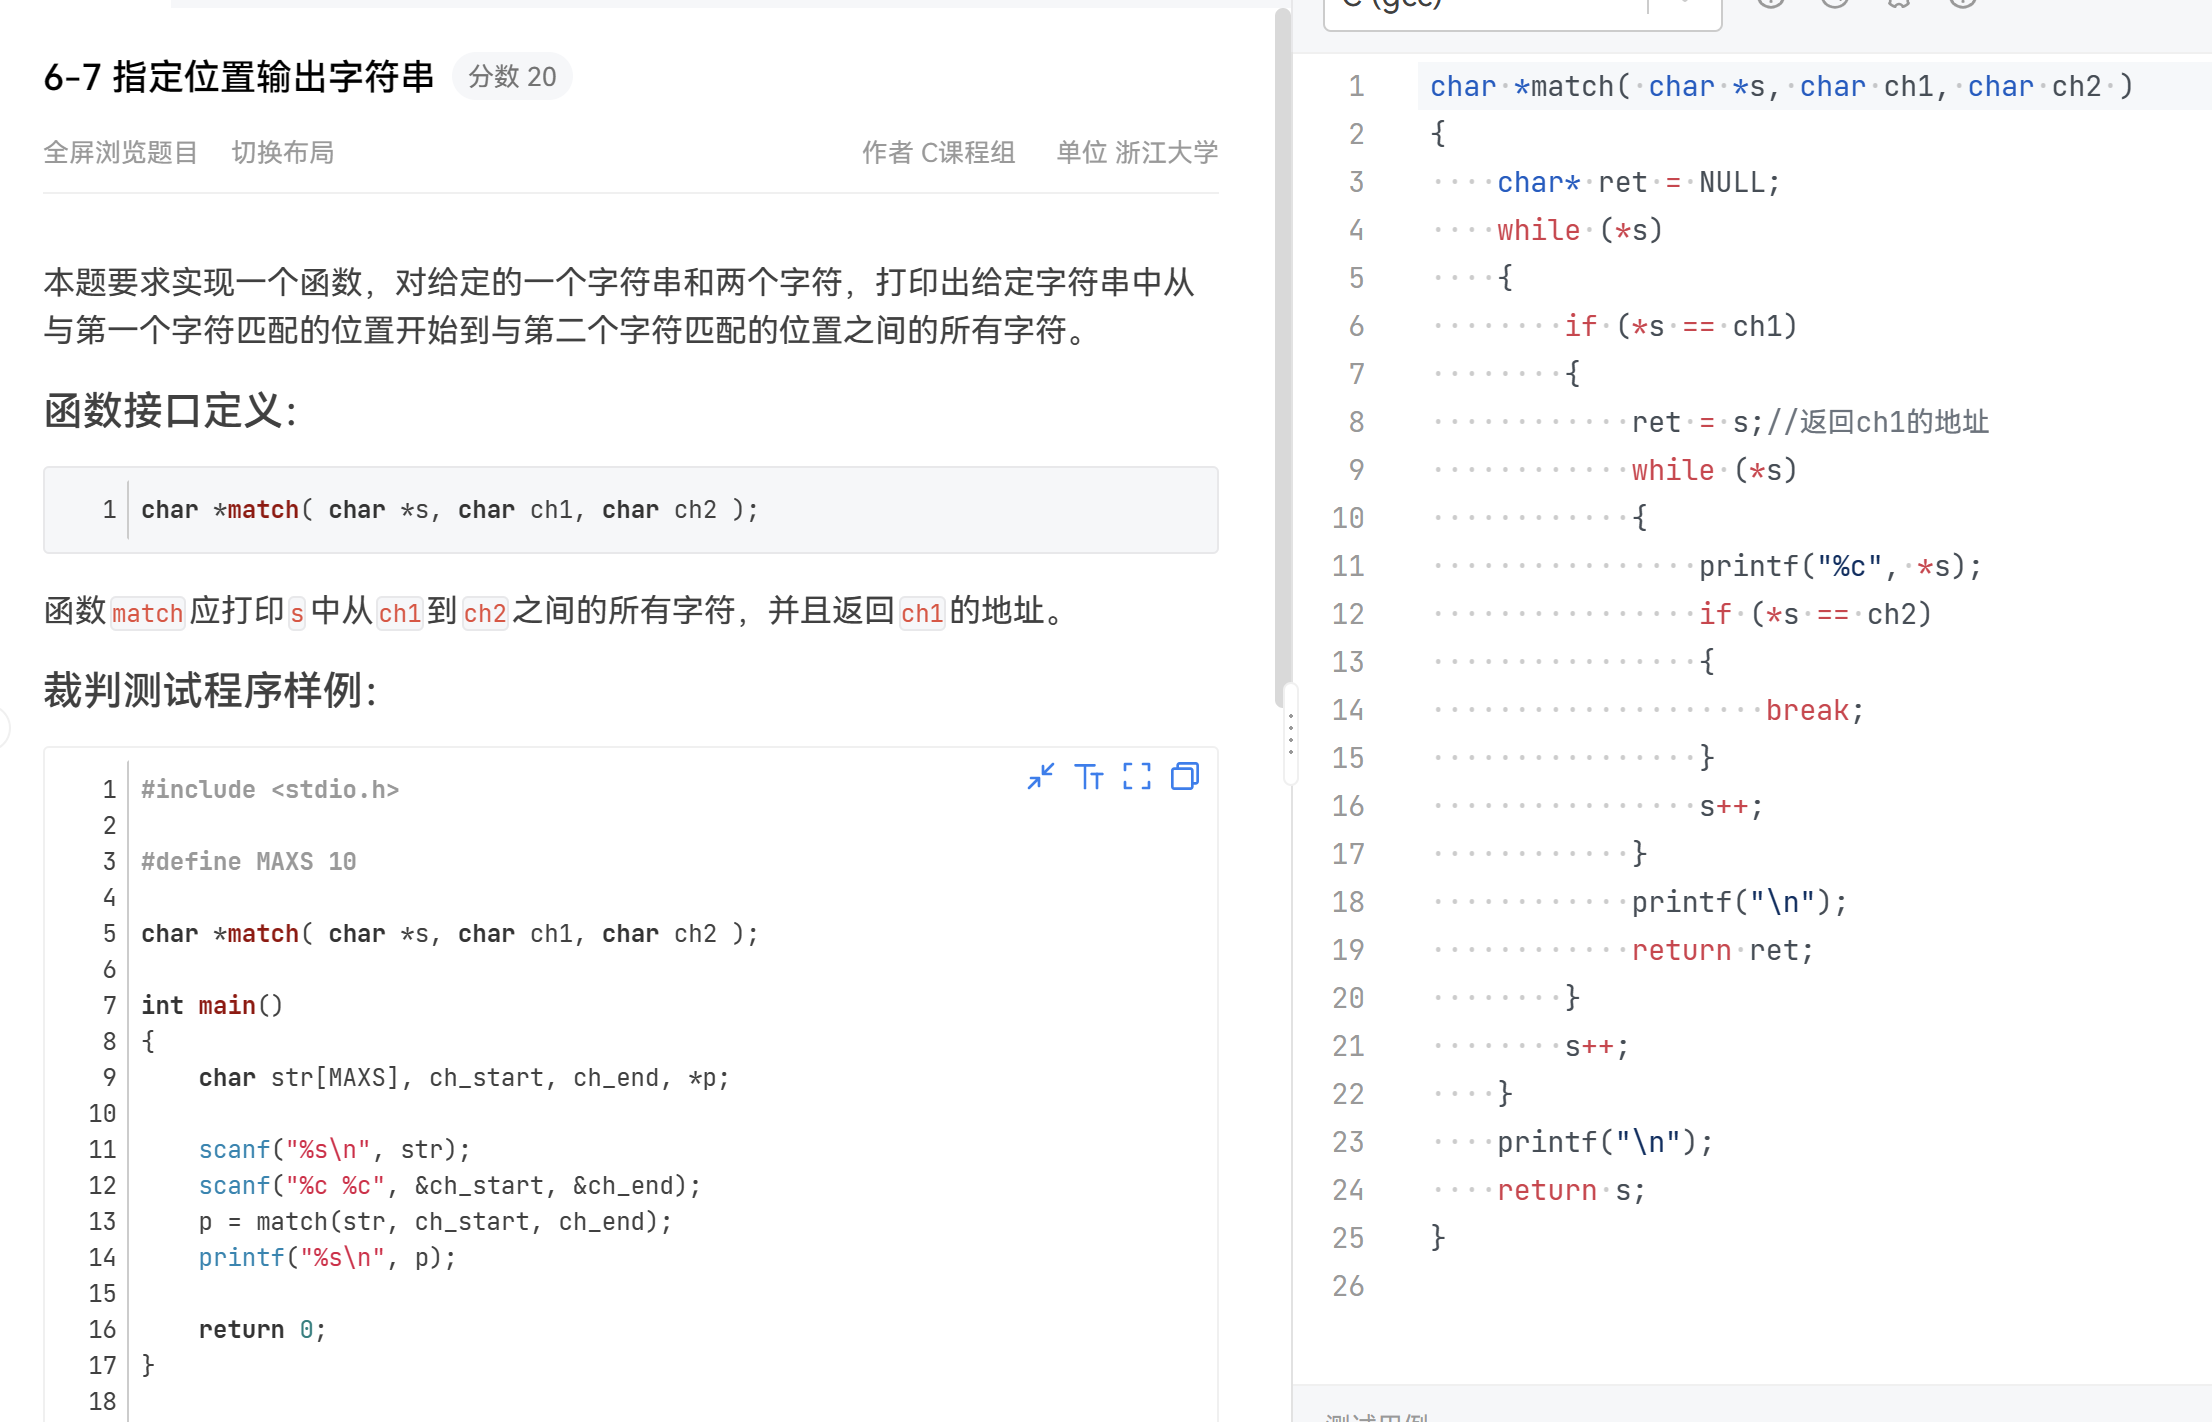 6-7 指定位置输出字符串 分数 20
全屏浏览题目 切换布局 作者 C课程组 单位 浙江大学
本题要求实现一个函数，对给定的一个字符串和两个字符，打印出给定字符串中从
与第一个字符匹配的位置开始到与第二个字符匹配的位置之间的所有字符。
函数接口定义：
1 char *match( char *s, char ch1, char ch2 );
函数match应打印s中从ch1到ch2之间的所有字符，并且返回ch1的地址。
裁判测试程序样例：
1 #include <stdio.h>
2
3 #define MAXS 10
4
5 char *match( char *s, char ch1, char ch2 );
6
7 int main()
8 {
9     char str[MAXS], ch_start, ch_end, *p;
10
11     scanf("%s\n", str);
12     scanf("%c %c", &ch_start, &ch_end);
13     p = match(str, ch_start, ch_end);
14     printf("%s\n", p);
15
16     return 0;
17 }
18
C (gcc)
1 char *match( char *s, char ch1, char ch2 )
2 {
3     char* ret = NULL;
4     while (*s)
5     {
6         if (*s == ch1)
7         {
8             ret = s;//返回ch1的地址
9             while (*s)
10             {
11                 printf("%c", *s);
12                 if (*s == ch2)
13                 {
14                     break;
15                 }
16                 s++;
17             }
18             printf("\n");
19             return ret;
20         }
21         s++;
22     }
23     printf("\n");
24     return s;
25 }
26
测试用例